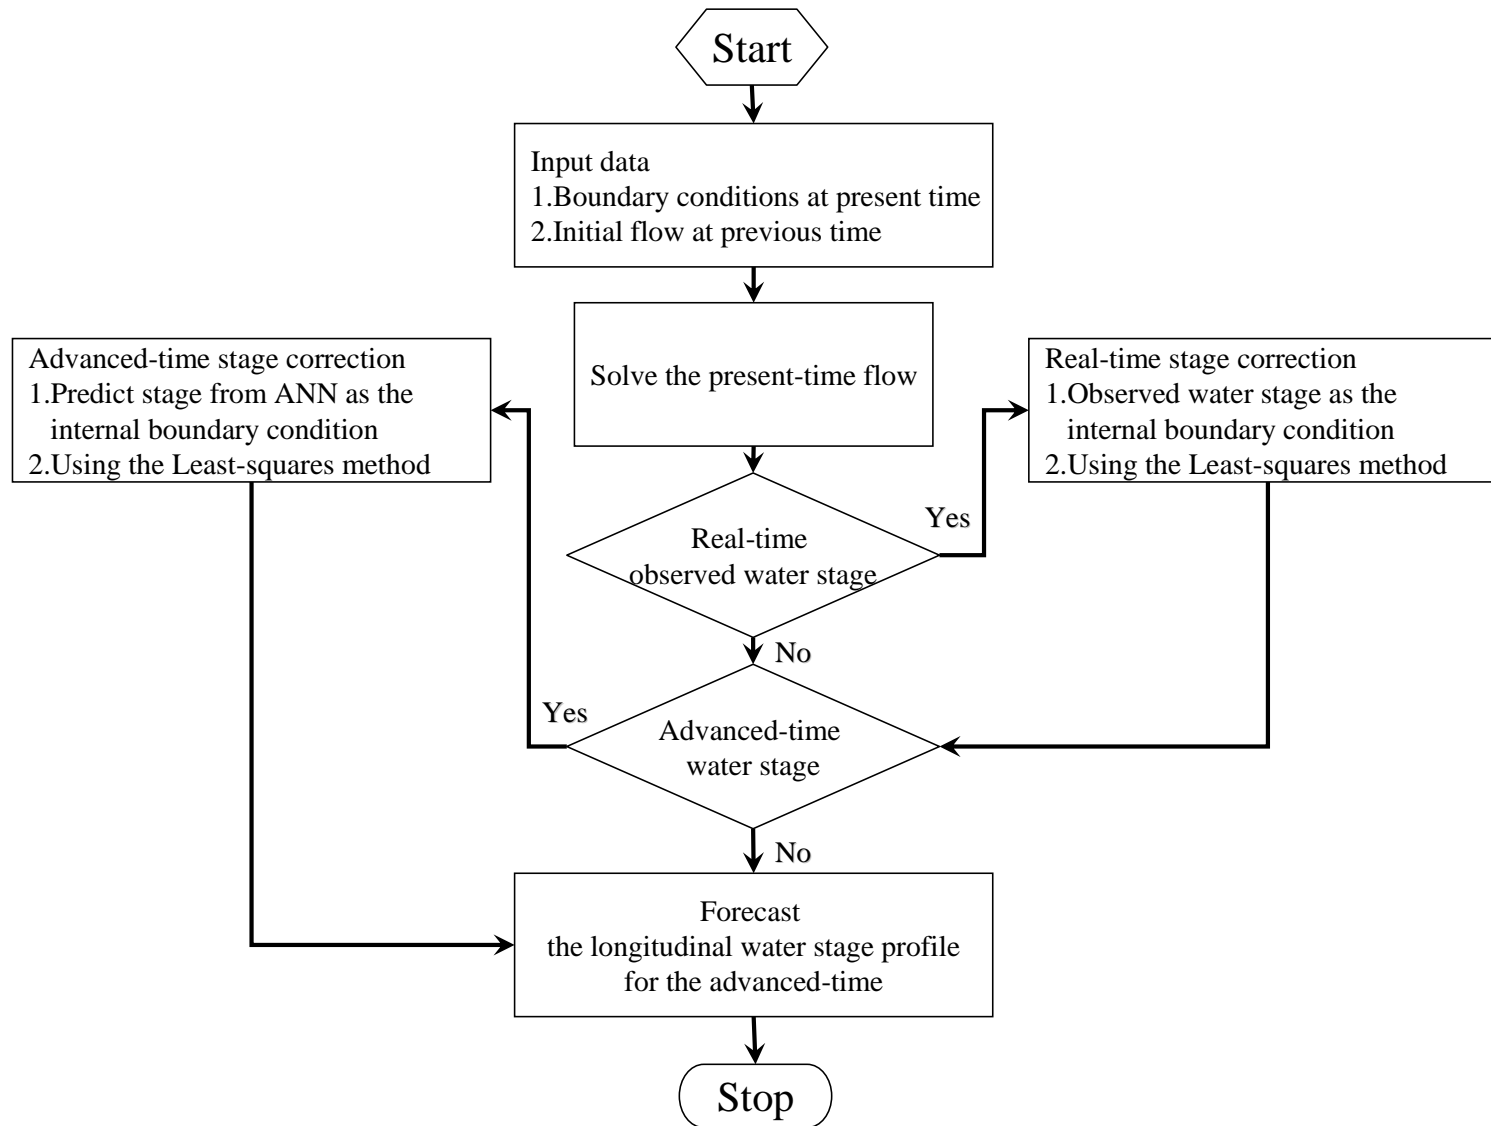 Start
Input data
1.Boundary conditions at present time
2.Initial flow at previous time
Solve the present-time flow
Advanced-time stage correction
1.Predict stage from ANN as the
internal boundary condition
2.Using the Least-squares method
Real-time stage correction
1.Observed water stage as the
internal boundary condition
2.Using the Least-squares method
Yes
Real-time
observed water stage
No
Yes
Advanced-time
water stage
No
Forecast
the longitudinal water stage profile
for the advanced-time
Stop